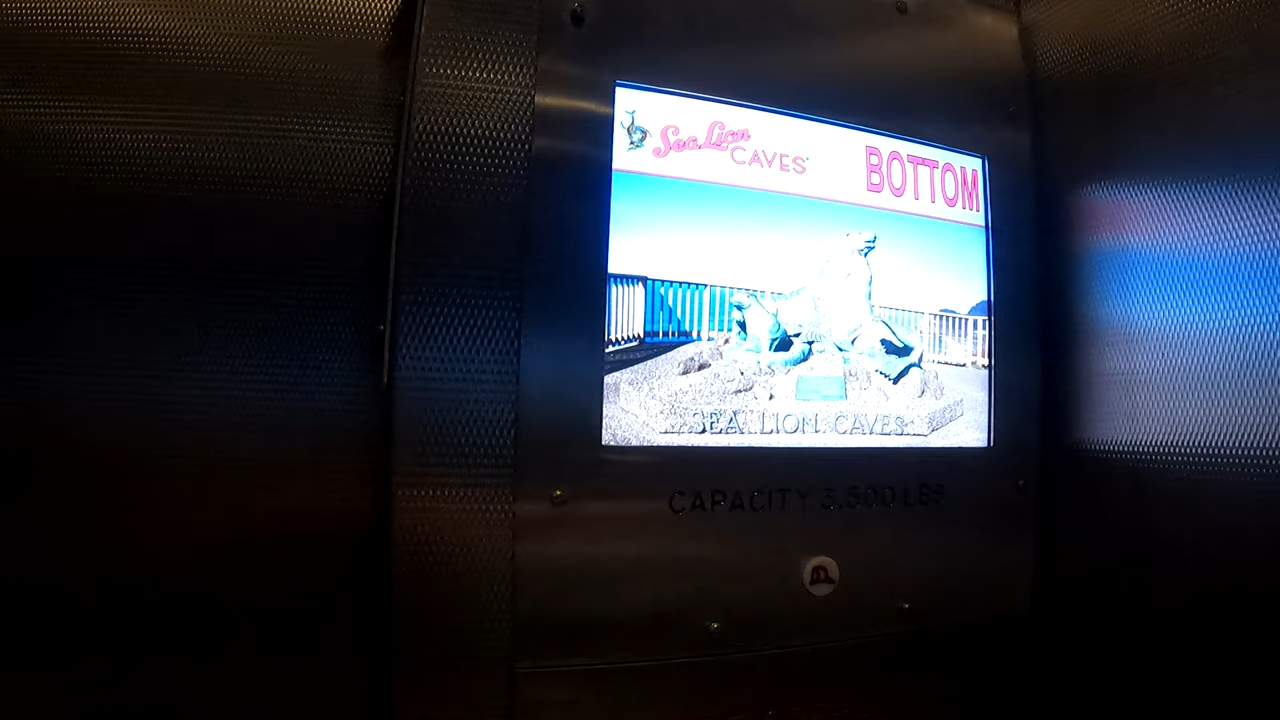 Sea Lion
CAVES
BOTTOM
SEA LION CAVES
CAPACITY 3,500 LBS